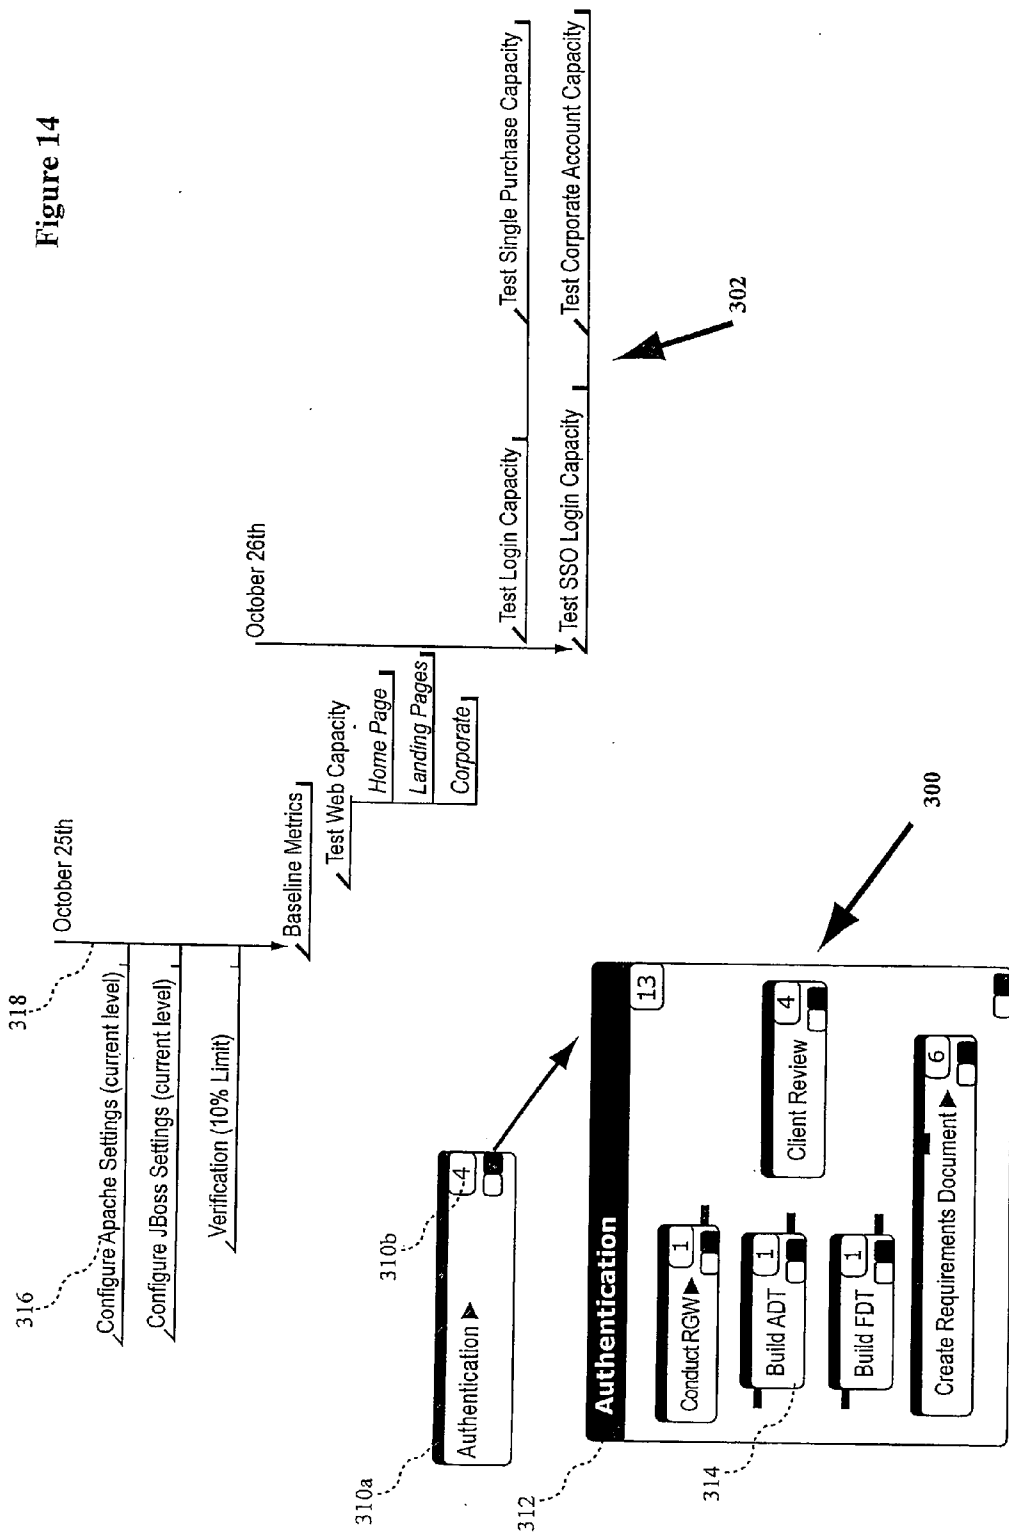 Figure 14
318
October 25th
316
Configure Apache Settings (current level)
Configure JBoss Settings (current level)
Verification (10% Limit)
Baseline Metrics
Test Web Capacity
Home Page
Landing Pages
Corporate
October 26th
Test Login Capacity
Test Single Purchase Capacity
Test SSO Login Capacity
Test Corporate Account Capacity
302
310a
310b
Authentication
4
300
312
Authentication
13
Conduct RGW
1
Build ADT
1
314
Build FDT
1
Client Review
4
Create Requirements Document
6